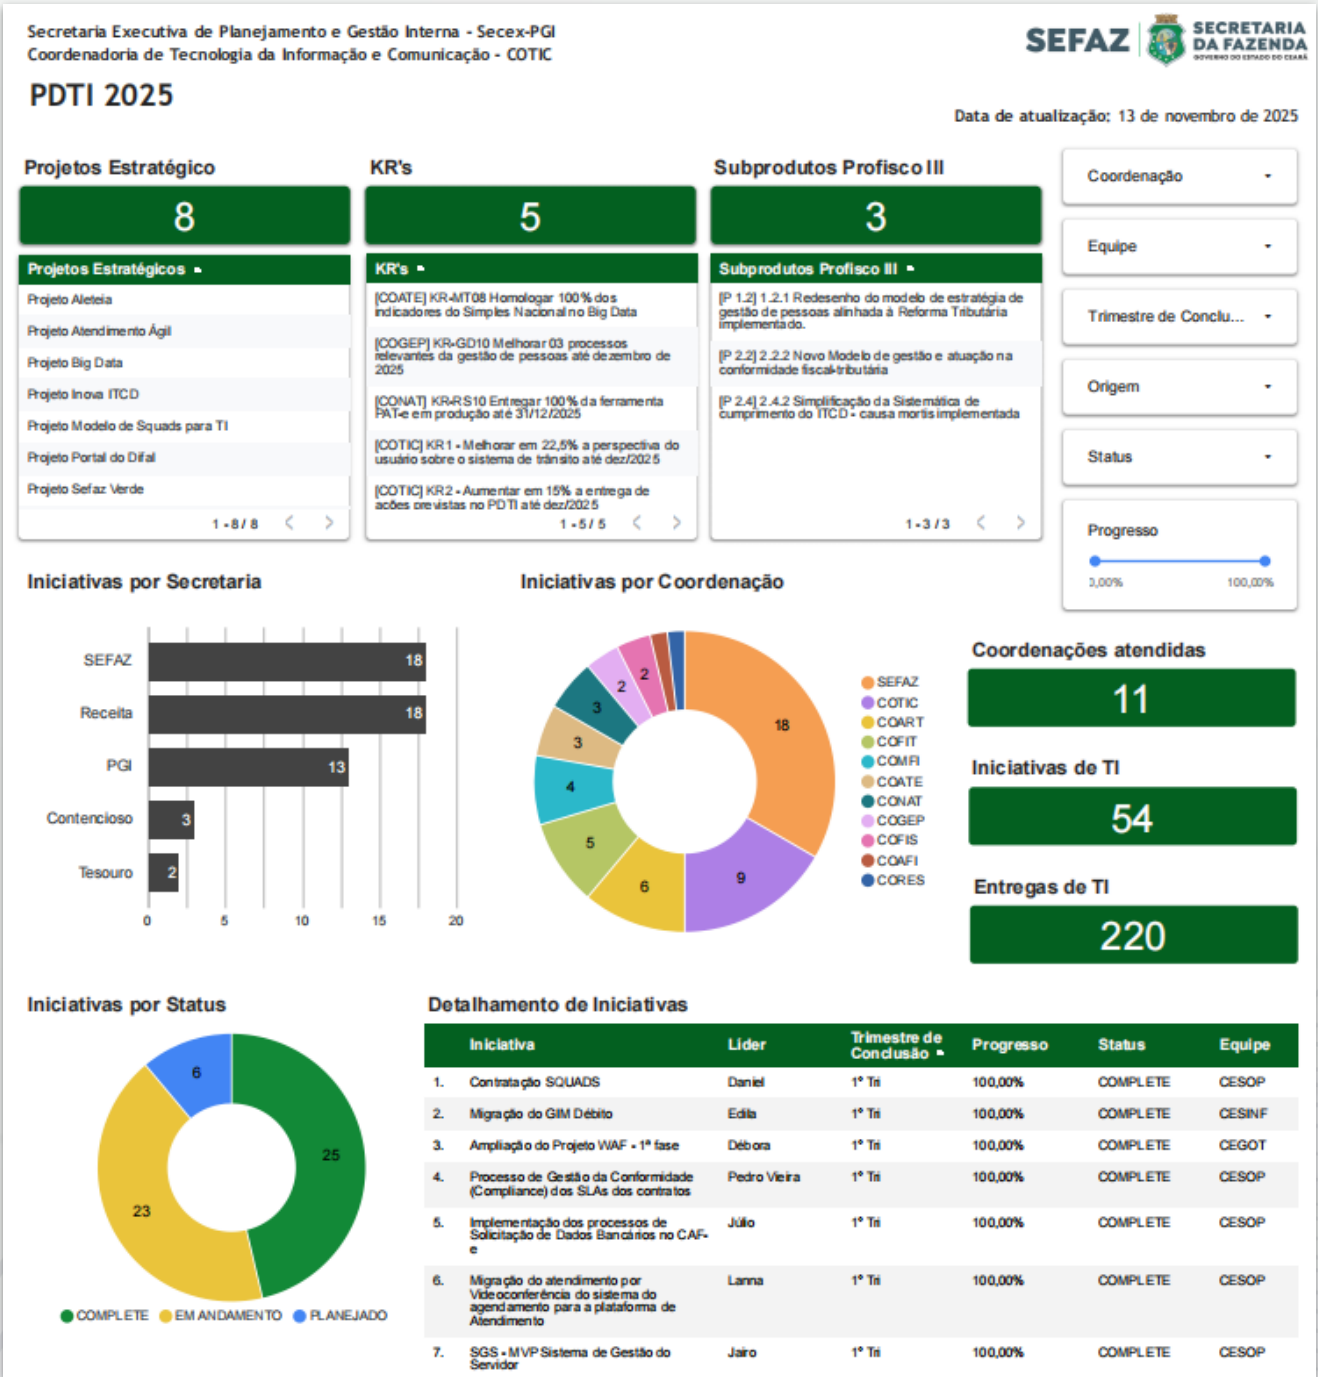 Secretaria Executiva de Planejamento e Gestão Interna - Secex-PGI
Coordenadoria de Tecnologia da Informação e Comunicação - COTIC
SEFAZ
SECRETARIA
DA FAZENDA
GOVERNO DO ESTADO DO CEARÁ
PDTI 2025
Data de atualização: 13 de novembro de 2025
Projetos Estratégico
8
Projetos Estratégicos
Projeto Aleteia
Projeto Atendimento Ágil
Projeto Big Data
Projeto Inova ITCD
Projeto Modelo de Squads para TI
Projeto Portal do Difal
Projeto Sefaz Verde
1 - 8 / 8
KR's
5
KR's
[COATE] KR-MT08 Homologar 100% dos
indicadores do Simples Nacional no Big Data
[COGEP] KR-GD10 Melhorar 03 processos
relevantes da gestão de pessoas até dezembro de
2025
[CONAT] KR-RS10 Entregar 100% da ferramenta
PAT-e em produção até 31/12/2025
[COTIC] KR1 - Melhorar em 22,5% a perspectiva do
usuário sobre o sistema de trânsito até dez/2025
[COTIC] KR2 - Aumentar em 15% a entrega de
ações previstas no PDTI até dez/2025
1 - 5 / 5
Subprodutos Profisco III
3
Subprodutos Profisco III
[P 1.2] 1.2.1 Redesenho do modelo de estratégia de
gestão de pessoas alinhada à Reforma Tributária
implementado.
[P 2.2] 2.2.2 Novo Modelo de gestão e atuação na
conformidade fiscal-tributária
[P 2.4] 2.4.2 Simplificação da Sistemática de
cumprimento do ITCD - causa mortis implementada
1 - 3 / 3
Coordenação
Equipe
Trimestre de Conclu...
Origem
Status
Progresso
0,00% 100,00%
Iniciativas por Secretaria
SEFAZ 18
Receita 18
PGI 13
Contencioso 3
Tesouro 2
0 5 10 15 20
Iniciativas por Coordenação
18
9
6
5
4
3
3
2
2
SEFAZ
COTIC
COART
COFIT
COMFI
COATE
CONAT
COGEP
COFIS
COAFI
CORES
Coordenações atendidas
11
Iniciativas de TI
54
Entregas de TI
220
Iniciativas por Status
6
25
23
COMPLETE EM ANDAMENTO PLANEJADO
Detalhamento de Iniciativas
Iniciativa Líder Trimestre de Conclusão Progresso Status Equipe
1. Contratação SQUADS Daniel 1º Tri 100,00% COMPLETE CESOP
2. Migração do GIM Débito Edila 1º Tri 100,00% COMPLETE CESINF
3. Ampliação do Projeto WAF - 1ª fase Débora 1º Tri 100,00% COMPLETE CEGOT
4. Processo de Gestão da Conformidade Pedro Vieira 1º Tri 100,00% COMPLETE CESOP
(Compliance) dos SLAs dos contratos
5. Implementação dos processos de Júlio 1º Tri 100,00% COMPLETE CESOP
Solicitação de Dados Bancários no CAF-
e
6. Migração do atendimento por Lanna 1º Tri 100,00% COMPLETE CESOP
Videoconferência do sistema do
agendamento para a plataforma de
Atendimento
7. SGS - MVP Sistema de Gestão do Jairo 1º Tri 100,00% COMPLETE CESOP
Servidor